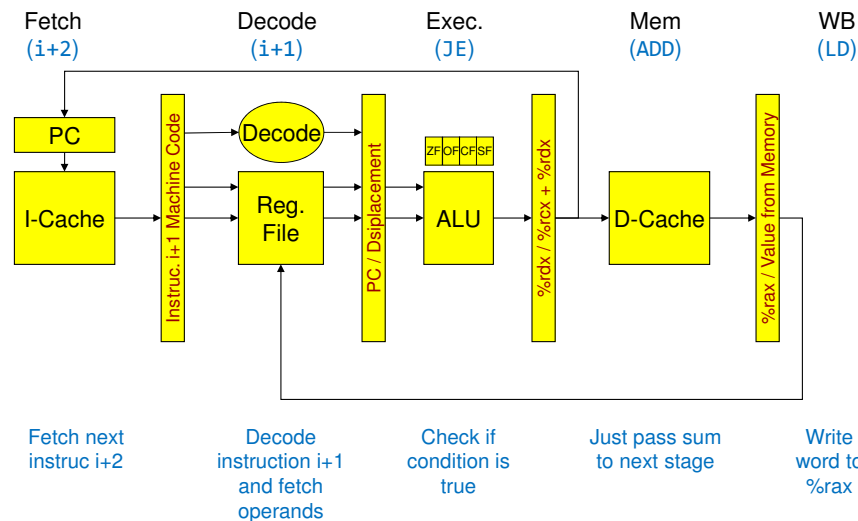 Fetch
(i+2)
Decode
(i+1)
Exec.
(JE)
Mem
(ADD)
WB
(LD)
PC
I-Cache
Instruc. i+1 Machine Code
Decode
Reg.
File
PC / Dsiplacement
ZF OF CF SF
ALU
%rdx / %rcx + %rdx
D-Cache
%rax / Value from Memory
Fetch next
instruc i+2
Decode
instruction i+1
and fetch
operands
Check if
condition is
true
Just pass sum
to next stage
Write
word to
%rax